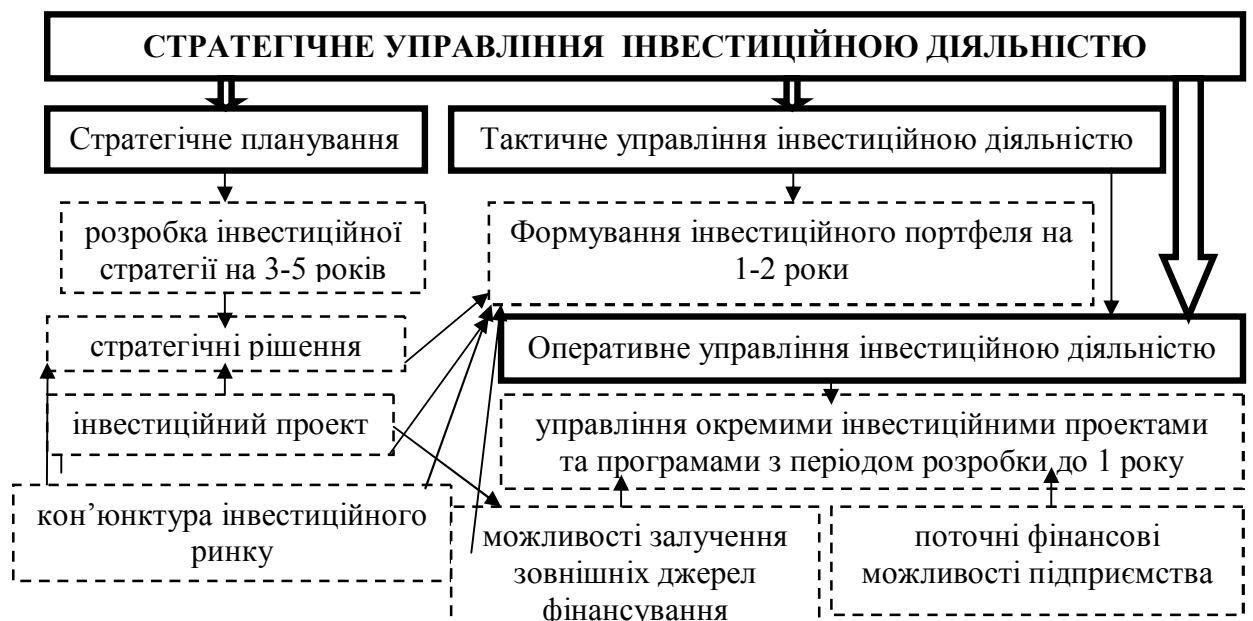 СТРАТЕГІЧНЕ УПРАВЛІННЯ ІНВЕСТИЦІЙНОЮ ДІЯЛЬНІСТЮ
Стратегічне планування
Тактичне управління інвестиційною діяльністю
розробка інвестиційної
стратегії на 3-5 років
Формування інвестиційного портфеля на
1-2 роки
стратегічні рішення
Оперативне управління інвестиційною діяльністю
інвестиційний проект
управління окремими інвестиційними проектами
та програмами з періодом розробки до 1 року
кон’юнктура інвестиційного
ринку
можливості залучення
зовнішніх джерел
фінансування
поточні фінансові
можливості підприємства